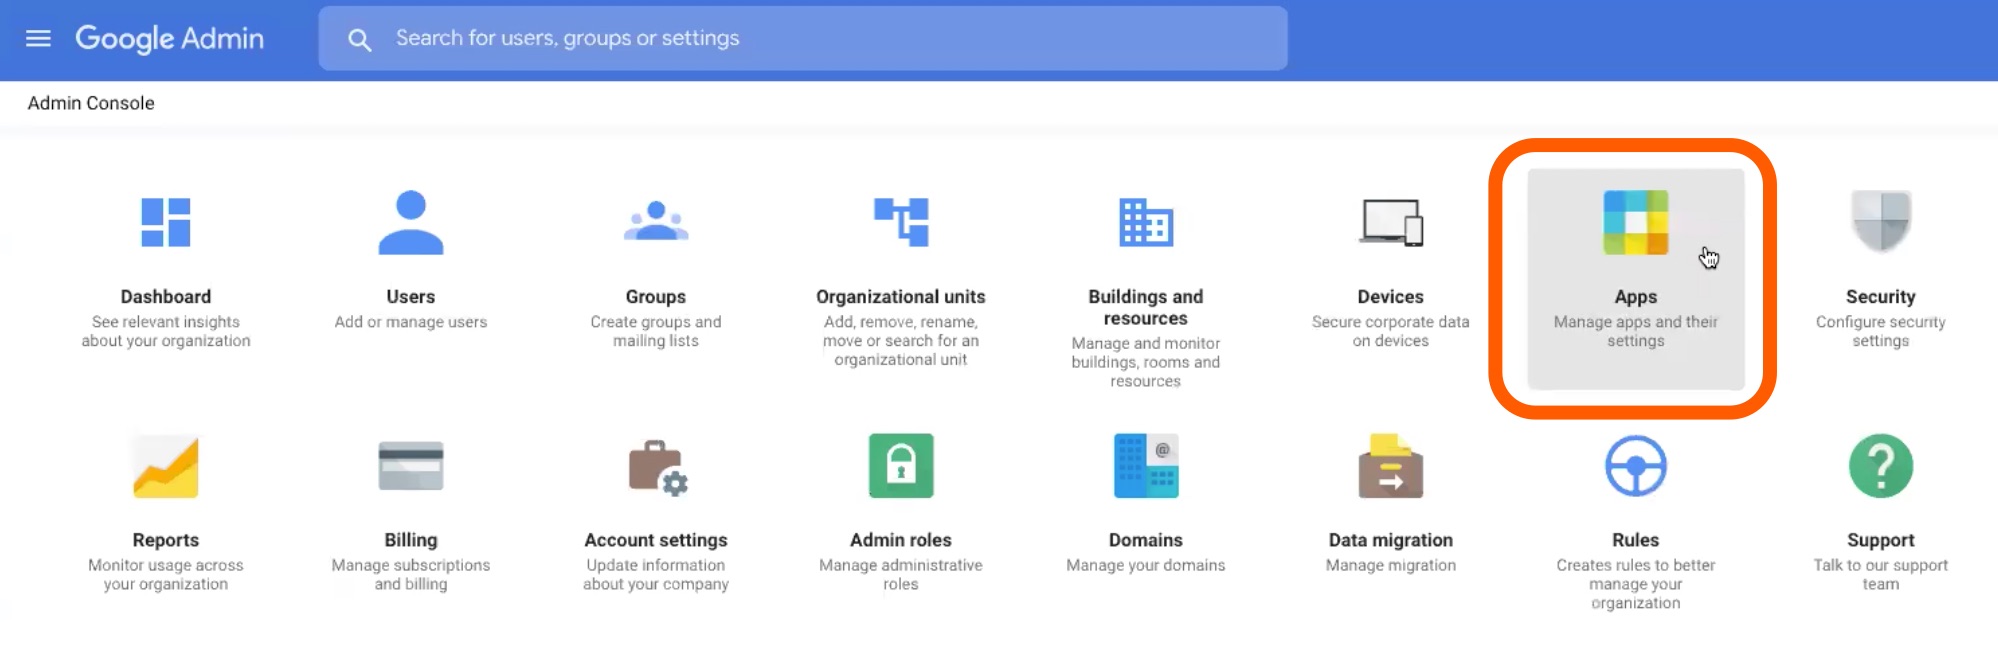 Google Admin
Search for users, groups or settings
Admin Console
Dashboard
See relevant insights
about your organization
Users
Add or manage users
Groups
Create groups and
mailing lists
Organizational units
Add, remove, rename,
move or search for an
organizational unit
Buildings and
resources
Manage and monitor
buildings, rooms and
resources
Devices
Secure corporate data
on devices
Apps
Manage apps and their
settings
Security
Configure security
settings
Reports
Monitor usage across
your organization
Billing
Manage subscriptions
and billing
Account settings
Update information
about your company
Admin roles
Manage administrative
roles
@
Domains
Manage your domains
Data migration
Manage migration
Rules
Creates rules to better
manage your
organization
?
Support
Talk to our support
team